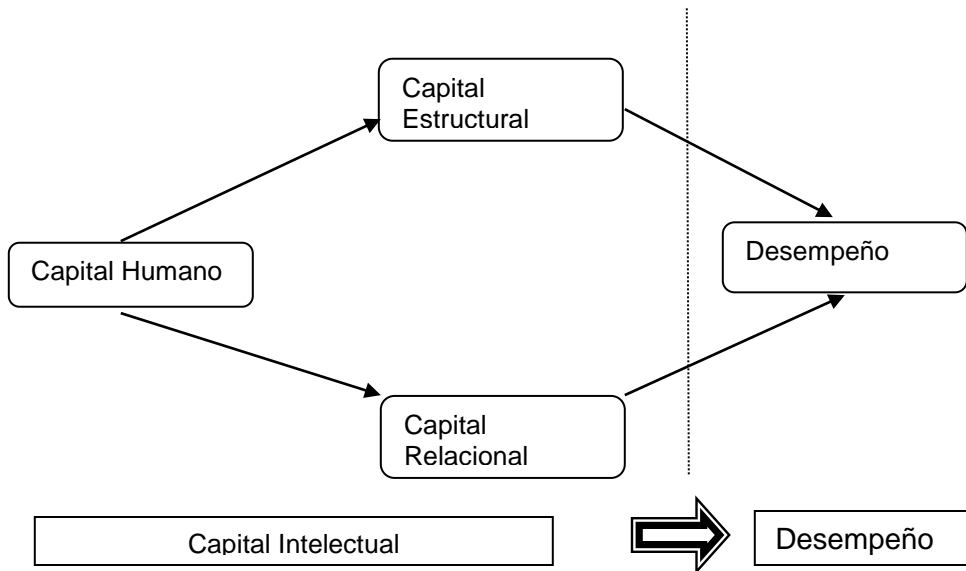 Capital
Estructural
Capital Humano
Desempeño
Capital
Relacional
Capital Intelectual
Desempeño